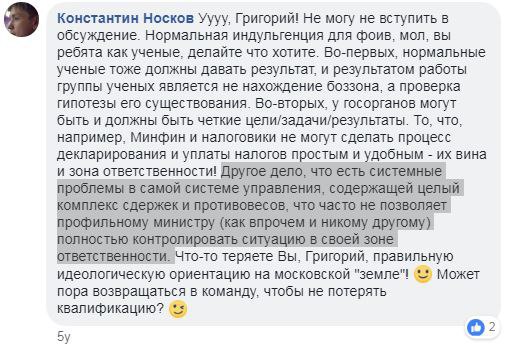 Константин Носков Уууу, Григорий! Не могу не вступить в
обсуждение. Нормальная индульгенция для фоив, мол, вы
ребята как ученые, делайте что хотите. Во-первых, нормальные
ученые тоже должны давать результат, и результатом работы
группы ученых является не нахождение боззона, а проверка
гипотезы его существования. Во-вторых, у госорганов могут
быть и должны быть четкие цели/задачи/результаты. То, что,
например, Минфин и налоговики не могут сделать процесс
декларирования и уплаты налогов простым и удобным - их вина
и зона ответственности! Другое дело, что есть системные
проблемы в самой системе управления, содержащей целый
комплекс сдержек и противовесов, что часто не позволяет
профильному министру (как впрочем и никому другому)
полностью контролировать ситуацию в своей зоне
ответственности. Что-то теряете Вы, Григорий, правильную
идеологическую ориентацию на московской "земле"! 🙂 Может
пора возвращаться в команду, чтобы не потерять
квалификацию? 😉
2
5у